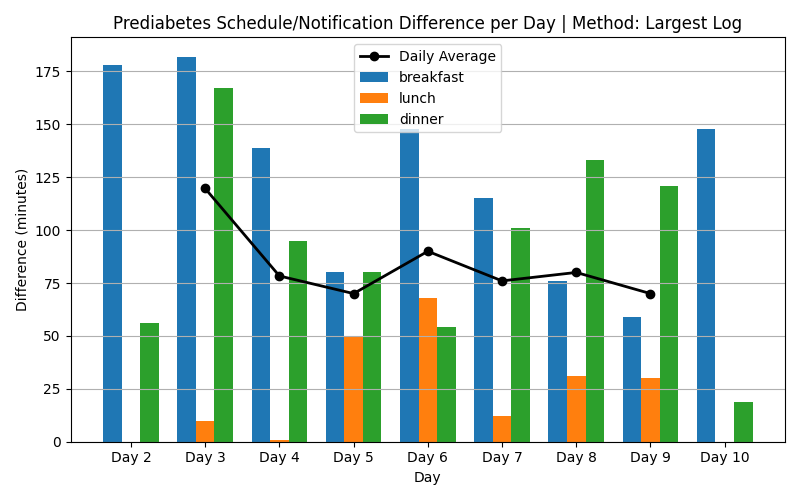 Prediabetes Schedule/Notification Difference per Day | Method: Largest Log
Daily Average
breakfast
lunch
dinner
Difference (minutes)
175
150
125
100
75
50
25
0
Day 2 Day 3 Day 4 Day 5 Day 6 Day 7 Day 8 Day 9 Day 10
Day